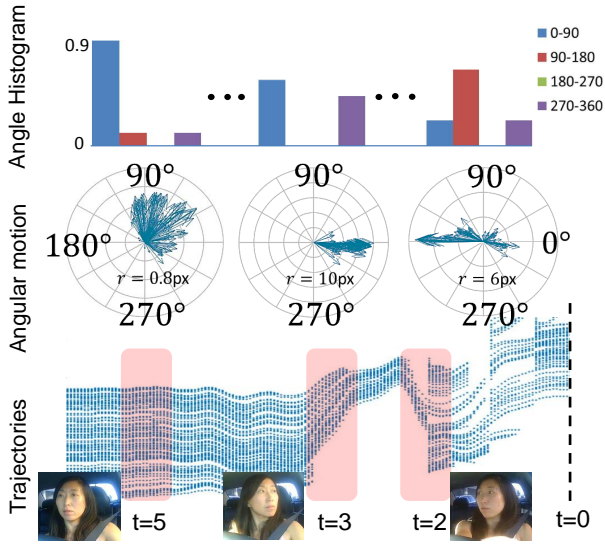 Angle Histogram
0.9
0
0-90
90-180
180-270
270-360
Angular motion
90°
90°
90°
180°
0°
r = 0.8px
r = 10px
r = 6px
270°
270°
270°
Trajectories
t=5
t=3
t=2
t=0